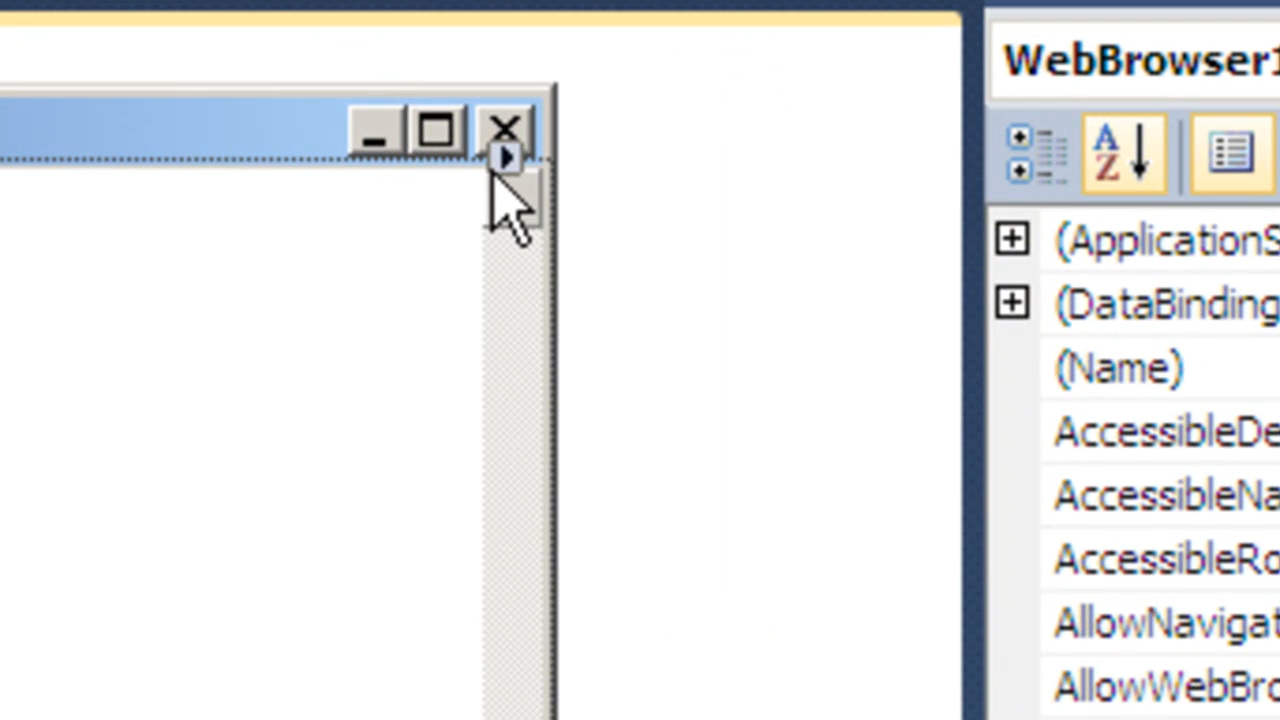 WebBrowser1
A
Z
(ApplicationS
(DataBinding
(Name)
AccessibleDe
AccessibleNa
AccessibleRo
AllowNavigat
AllowWebBro